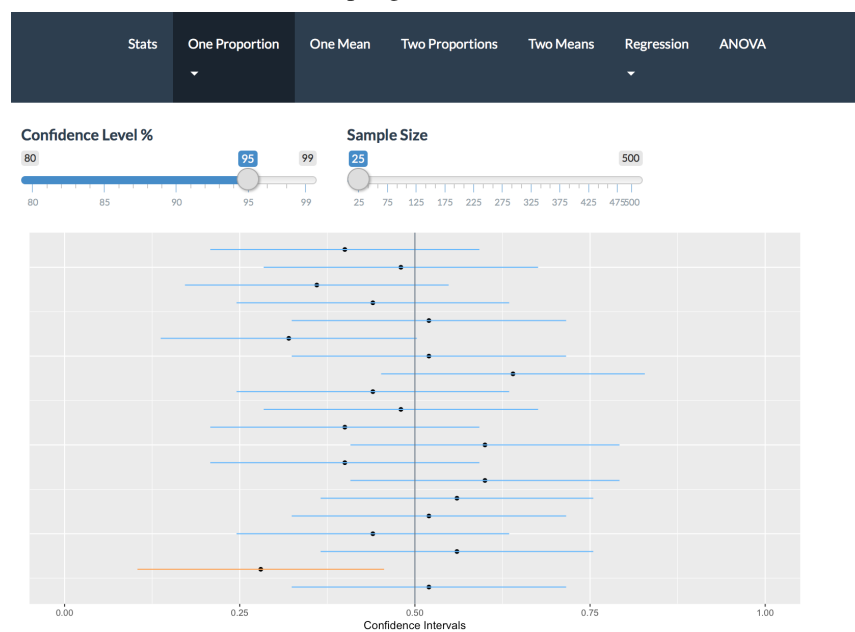 Stats One Proportion One Mean Two Proportions Two Means Regression ANOVA
Confidence Level % Sample Size
80 95 99 25 500
80 85 90 95 99 25 75 125 175 225 275 325 375 425 475500
0.00 0.25 0.50 0.75 1.00
Confidence Intervals